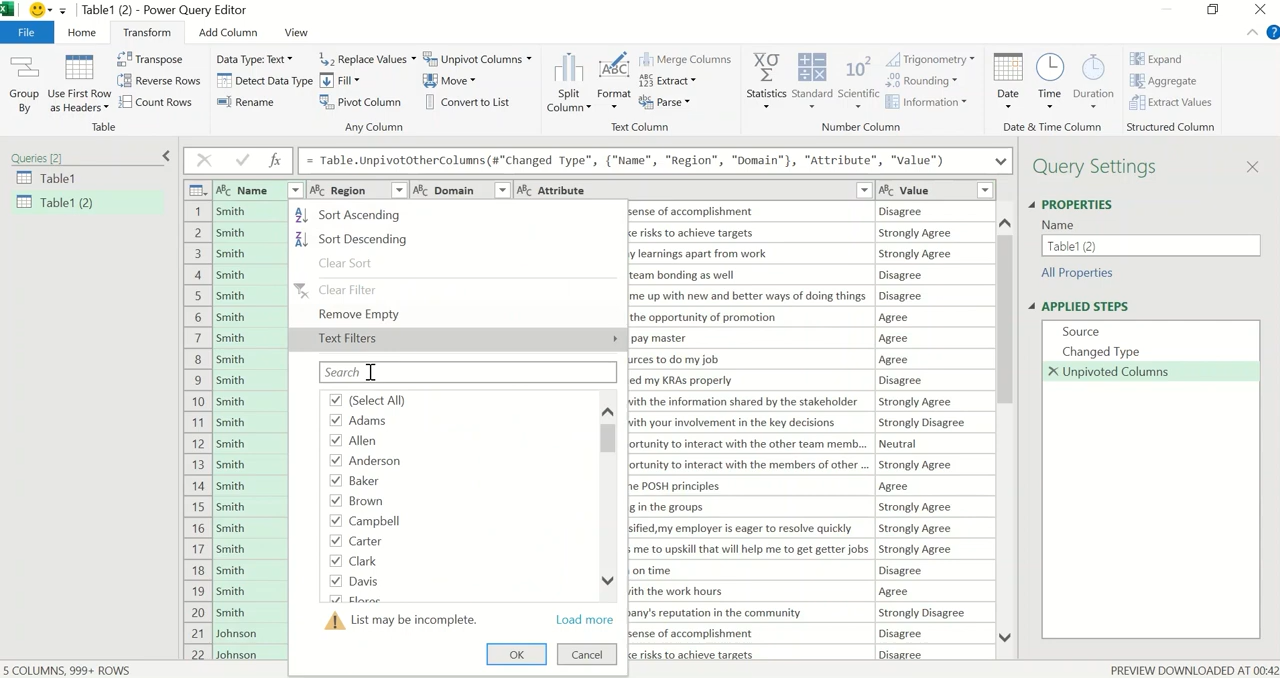 Table1 (2) - Power Query Editor
File
Home
Transform
Add Column
View
Group By
Use First Row as Headers
Transpose
Reverse Rows
Count Rows
Table
Data Type: Text
Detect Data Type
Rename
Replace Values
Fill
Pivot Column
Unpivot Columns
Move
Convert to List
Any Column
Split Column
Format
Merge Columns
Extract
Parse
Text Column
Statistics
Standard
Scientific
Trigonometry
Rounding
Information
Number Column
Date
Time
Duration
Date & Time Column
Expand
Aggregate
Extract Values
Structured Column
Queries [2]
Table1
Table1 (2)
fx
= Table.UnpivotOtherColumns(#"Changed Type", {"Name", "Region", "Domain"}, "Attribute", "Value")
Name Region Domain Attribute Value
1 Smith sense of accomplishment Disagree
2 Smith risks to achieve targets Strongly Agree
3 Smith learnings apart from work Strongly Agree
4 Smith team bonding as well Disagree
5 Smith me up with new and better ways of doing things Disagree
6 Smith the opportunity of promotion Agree
7 Smith pay master Agree
8 Smith to do my job Agree
9 Smith my KRAs properly Disagree
10 Smith with the information shared by the stakeholder Strongly Agree
11 Smith with your involvement in the key decisions Strongly Disagree
12 Smith to interact with the other team memb... Neutral
13 Smith to interact with the members of other ... Strongly Agree
14 Smith POSH principles Agree
15 Smith in the groups Strongly Agree
16 Smith my employer is eager to resolve quickly Strongly Agree
17 Smith me to upskill that will help me to get getter jobs Strongly Agree
18 Smith on time Disagree
19 Smith with the work hours Agree
20 Smith reputation in the community Strongly Disagree
21 Johnson sense of accomplishment Disagree
22 Johnson risks to achieve targets Disagree
Sort Ascending
Sort Descending
Clear Sort
Clear Filter
Remove Empty
Text Filters
Search
(Select All)
Adams
Allen
Anderson
Baker
Brown
Campbell
Carter
Clark
Davis
Flores
List may be incomplete.
Load more
OK
Cancel
Query Settings
PROPERTIES
Name
Table1 (2)
All Properties
APPLIED STEPS
Source
Changed Type
Unpivoted Columns
5 COLUMNS, 999+ ROWS
PREVIEW DOWNLOADED AT 00:42